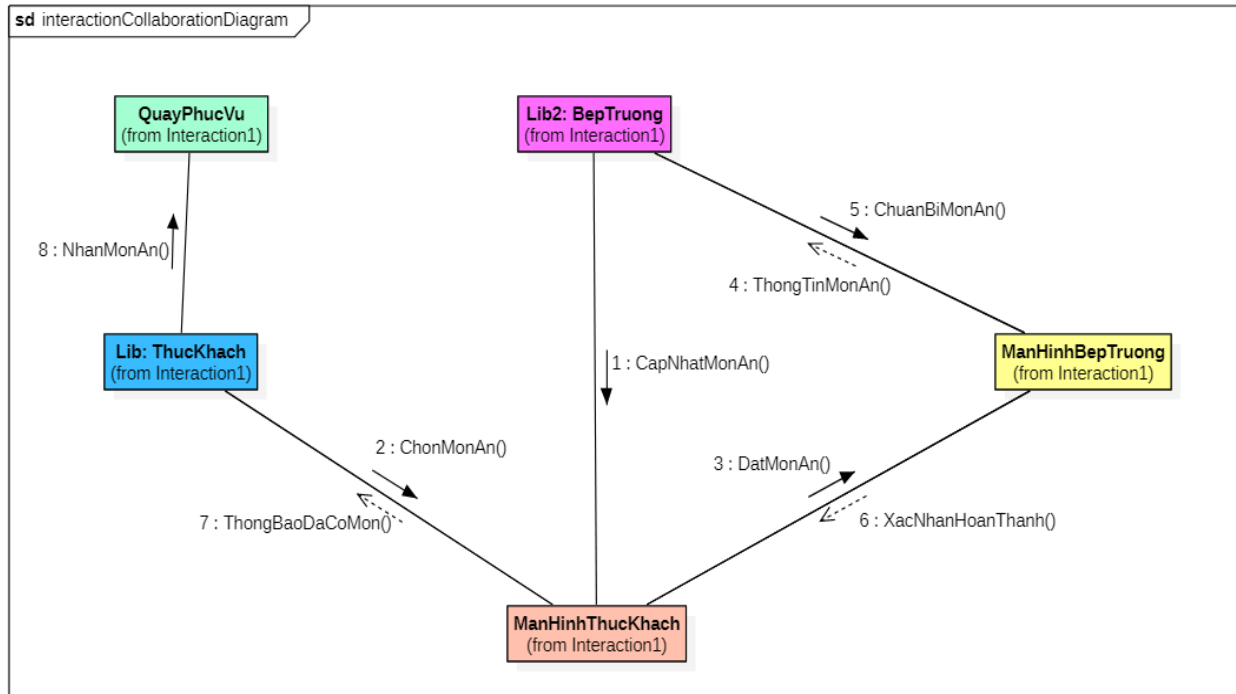 sd interactionCollaborationDiagram
QuayPhucVu
(from Interaction1)
Lib2: BepTruong
(from Interaction1)
5 : ChuanBiMonAn()
8 : NhanMonAn()
4 : ThongTinMonAn()
Lib: ThucKhach
(from Interaction1)
1 : CapNhatMonAn()
ManHinhBepTruong
(from Interaction1)
2 : ChonMonAn()
3 : DatMonAn()
7 : ThongBaoDaCoMon()
6 : XacNhanHoanThanh()
ManHinhThucKhach
(from Interaction1)